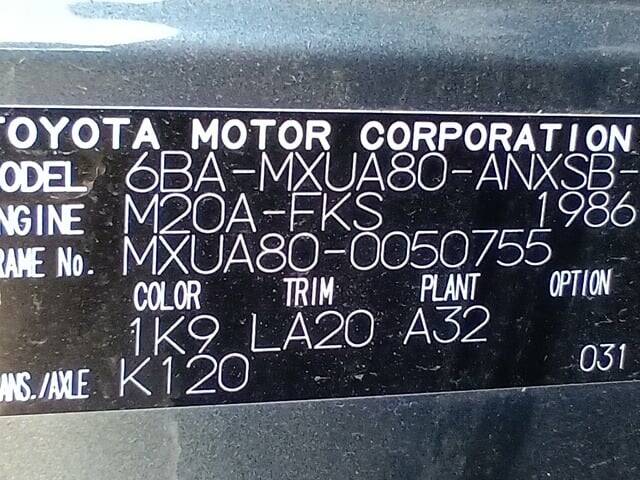 TOYOTA MOTOR CORPORATION
ODEL 6BA-MXUA80-ANXSB-
NGINE M20A-FKS 1986
RAME No. MXUA80-0050755
COLOR TRIM PLANT OPTION
1K9 LA20 A32
ANS./AXLE K120 031